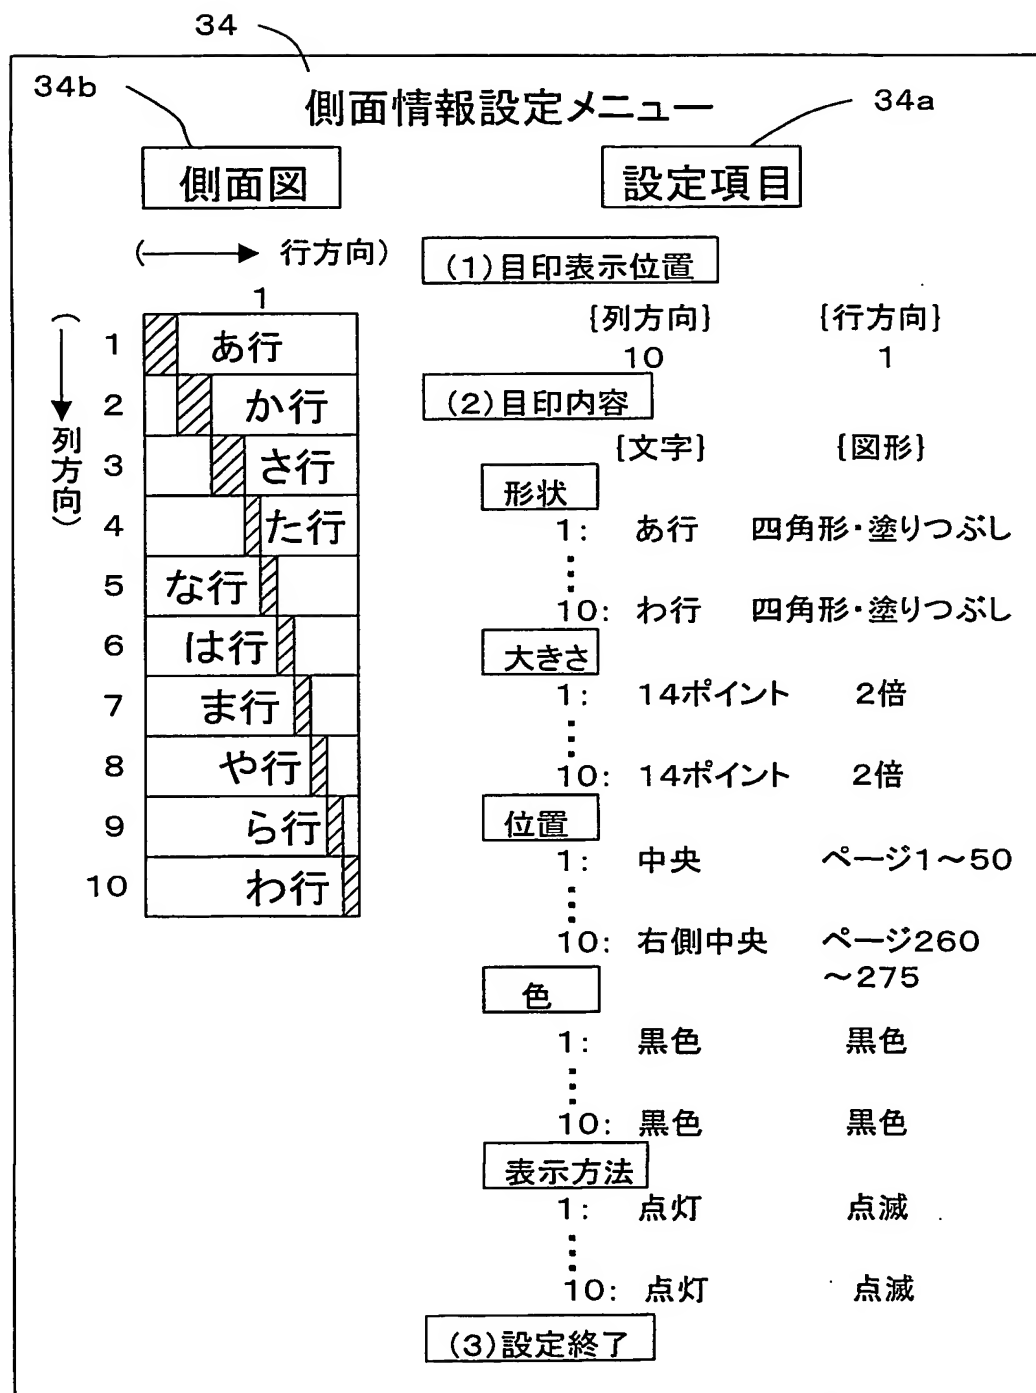 34
34b
側面情報設定メニュー
34a
側面図
設定項目
(→ 行方向)
1
(→列方向)
1 あ行
2 か行
3 さ行
4 た行
5 な行
6 は行
7 ま行
8 や行
9 ら行
10 わ行
(1)目印表示位置
{列方向} {行方向}
10 1
(2)目印内容
{文字} {図形}
形状
1: あ行 四角形・塗りつぶし
⋮
10: わ行 四角形・塗りつぶし
大きさ
1: 14ポイント 2倍
⋮
10: 14ポイント 2倍
位置
1: 中央 ページ1～50
⋮
10: 右側中央 ページ260
～275
色
1: 黒色 黒色
⋮
10: 黒色 黒色
表示方法
1: 点灯 点滅
⋮
10: 点灯 点滅
(3)設定終了